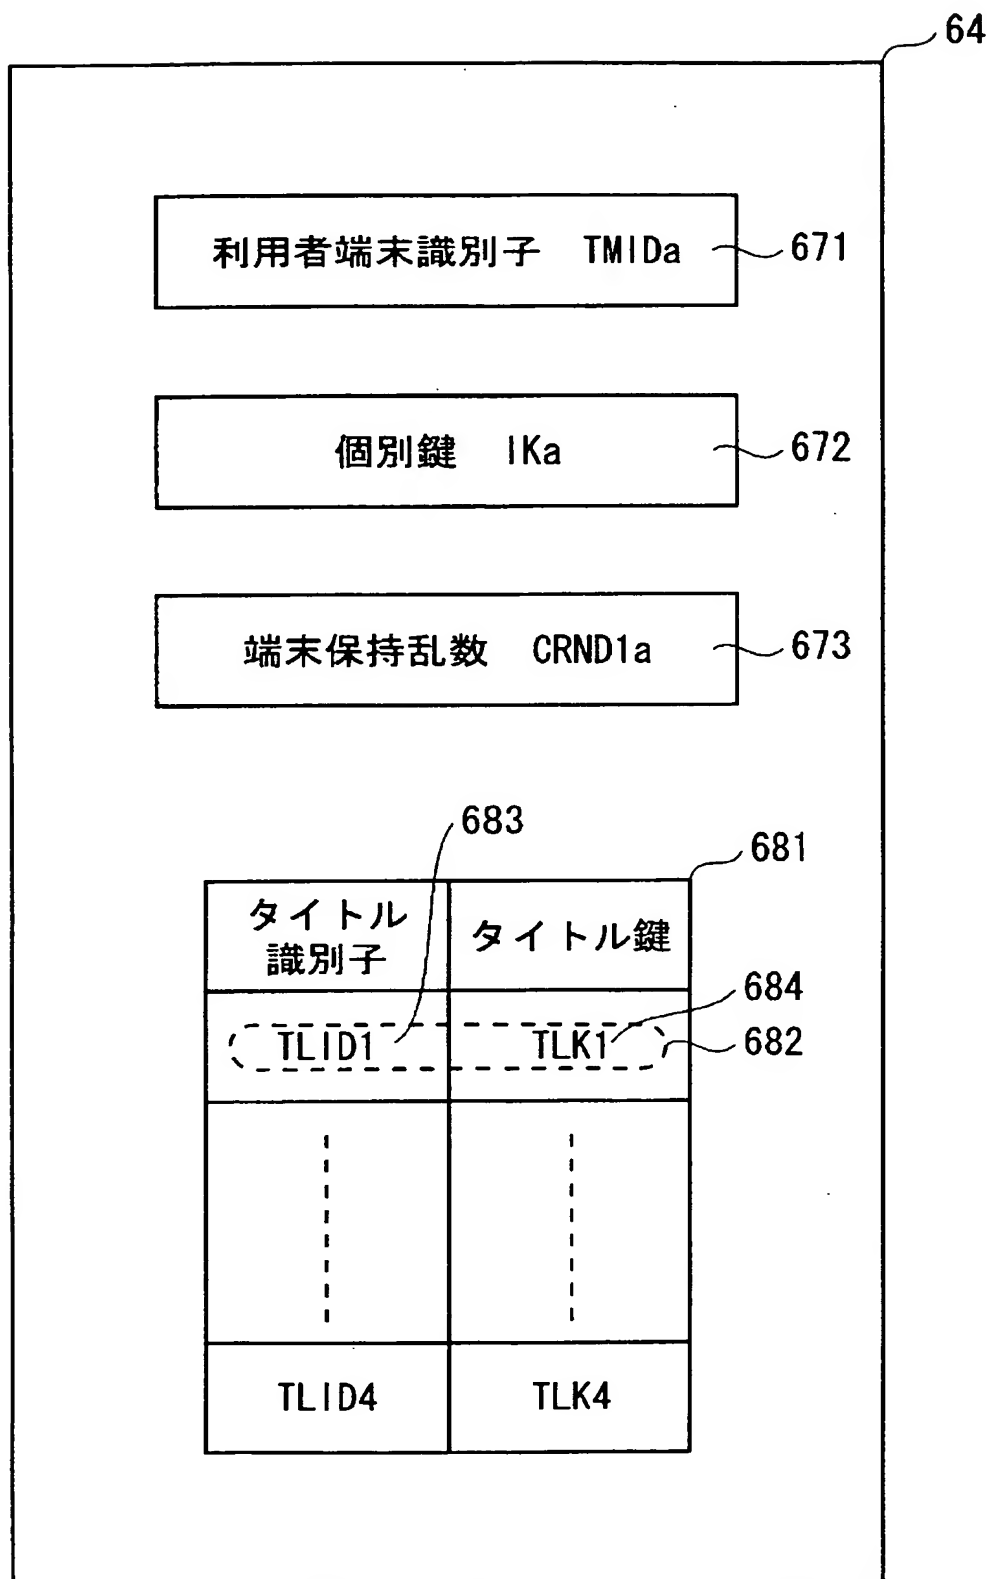 64
利用者端末識別子 TMIDa 671
個別鍵 IKa 672
端末保持乱数 CRND1a 673
683
681
タイトル
識別子
タイトル鍵
684
TLID1 TLK1 682
TLID4 TLK4